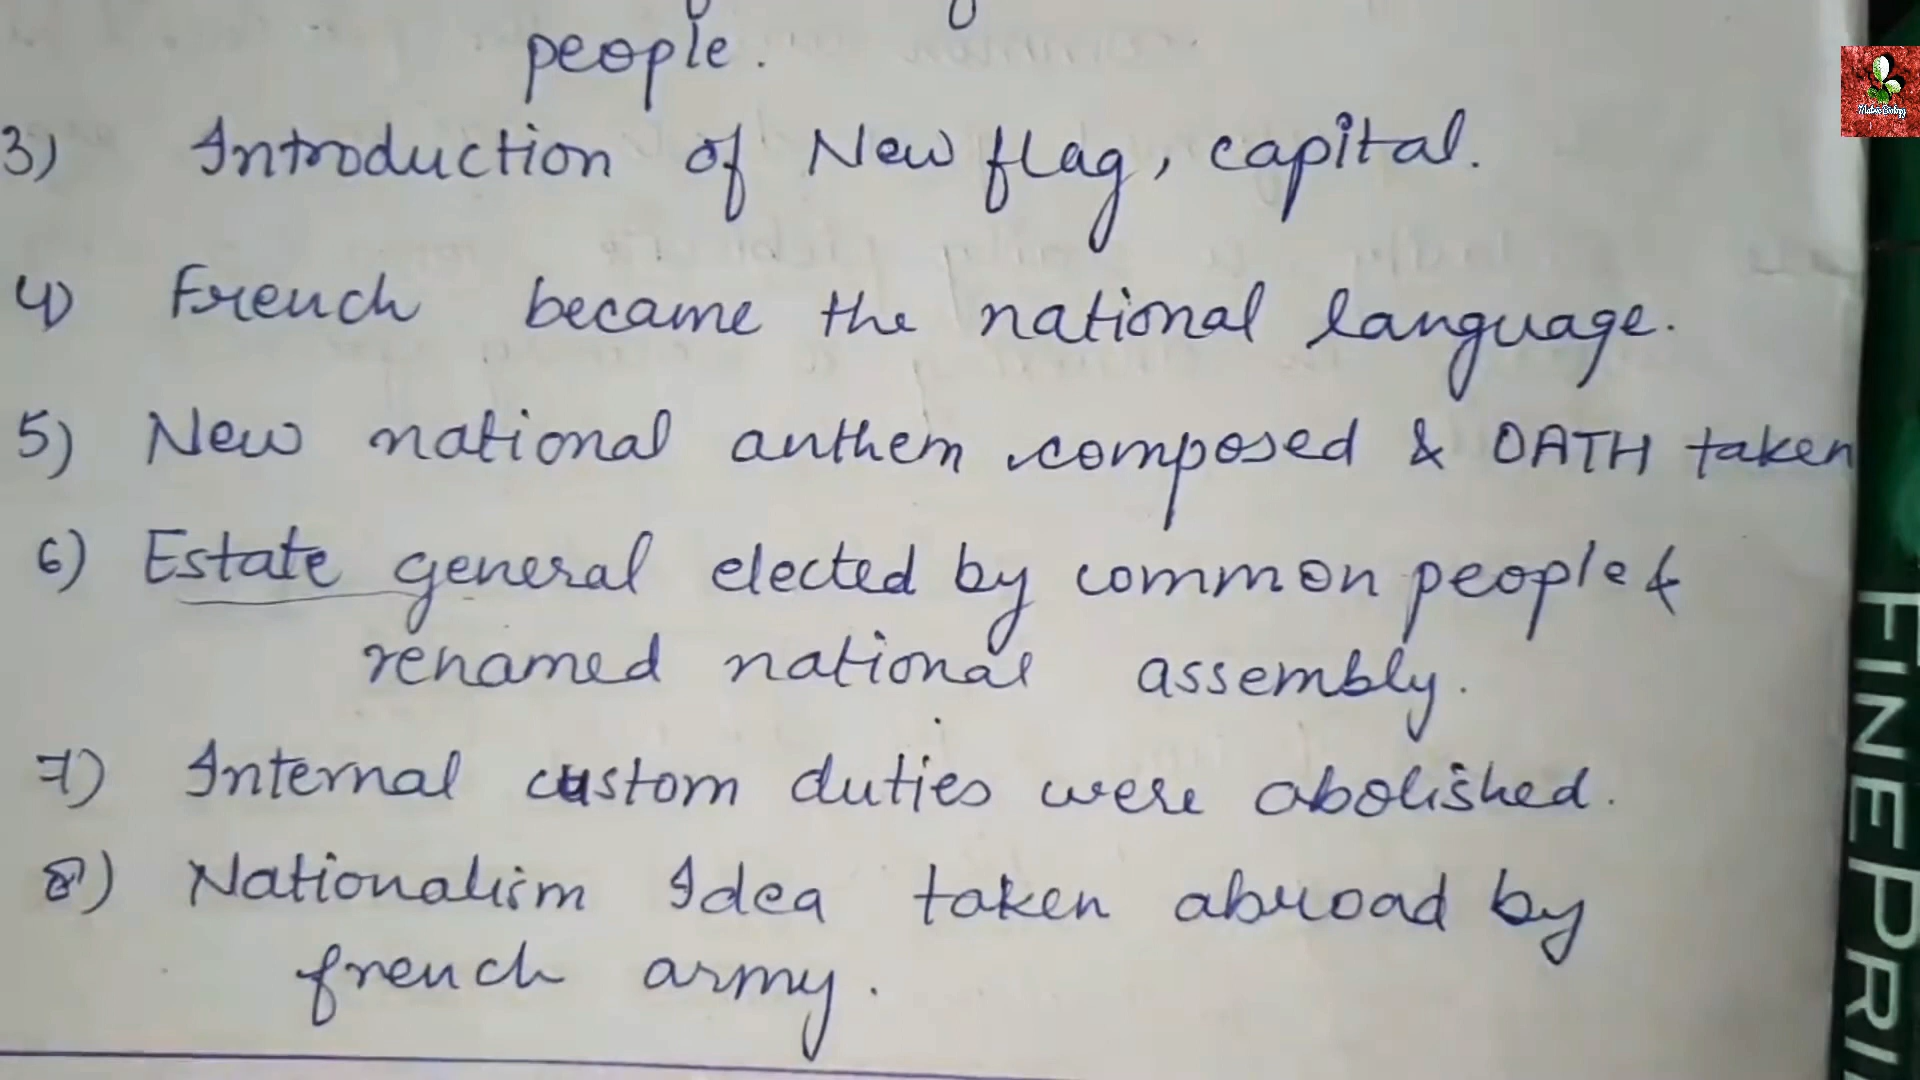 people.
3) Introduction of New flag, capital.
4) French became the national language.
5) New national anthem composed & OATH taken
6) Estate general elected by common people &
renamed national assembly.
7) Internal custom duties were abolished.
8) Nationalism Idea taken abroad by
french army.
FINEPRI